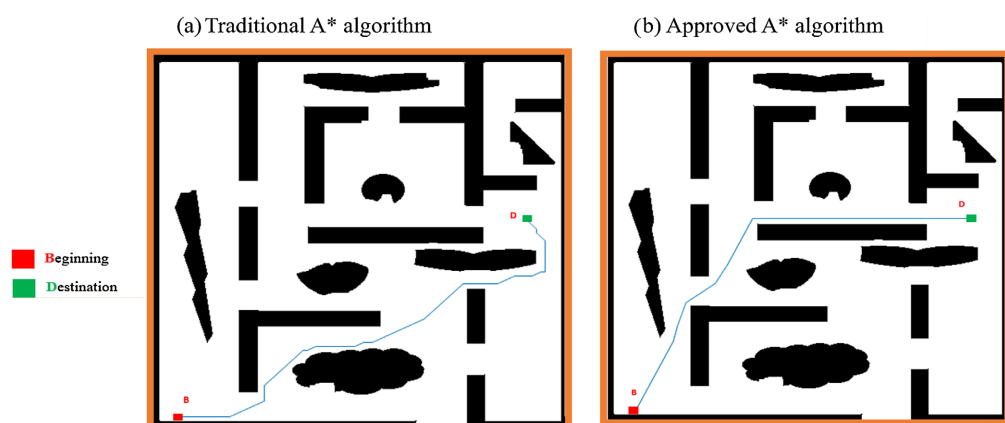 (a) Traditional A* algorithm
(b) Approved A* algorithm
D
D
Beginning
Destination
B
B